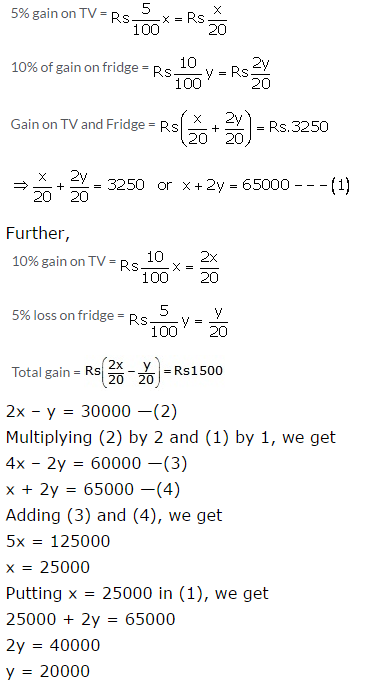 5% gain on TV = Rs 5/100 x = Rs x/20
10% of gain on fridge = Rs 10/100 y = Rs 2y/20
Gain on TV and Fridge = Rs(x/20 + 2y/20) = Rs.3250
⇒ x/20 + 2y/20 = 3250 or x + 2y = 65000 – – – (1)
Further,
10% gain on TV = Rs 10/100 x = 2x/20
5% loss on fridge = Rs 5/100 y = y/20
Total gain = Rs(2x/20 − y/20) = Rs1500
2x – y = 30000 —(2)
Multiplying (2) by 2 and (1) by 1, we get
4x – 2y = 60000 —(3)
x + 2y = 65000 —(4)
Adding (3) and (4), we get
5x = 125000
x = 25000
Putting x = 25000 in (1), we get
25000 + 2y = 65000
2y = 40000
y = 20000